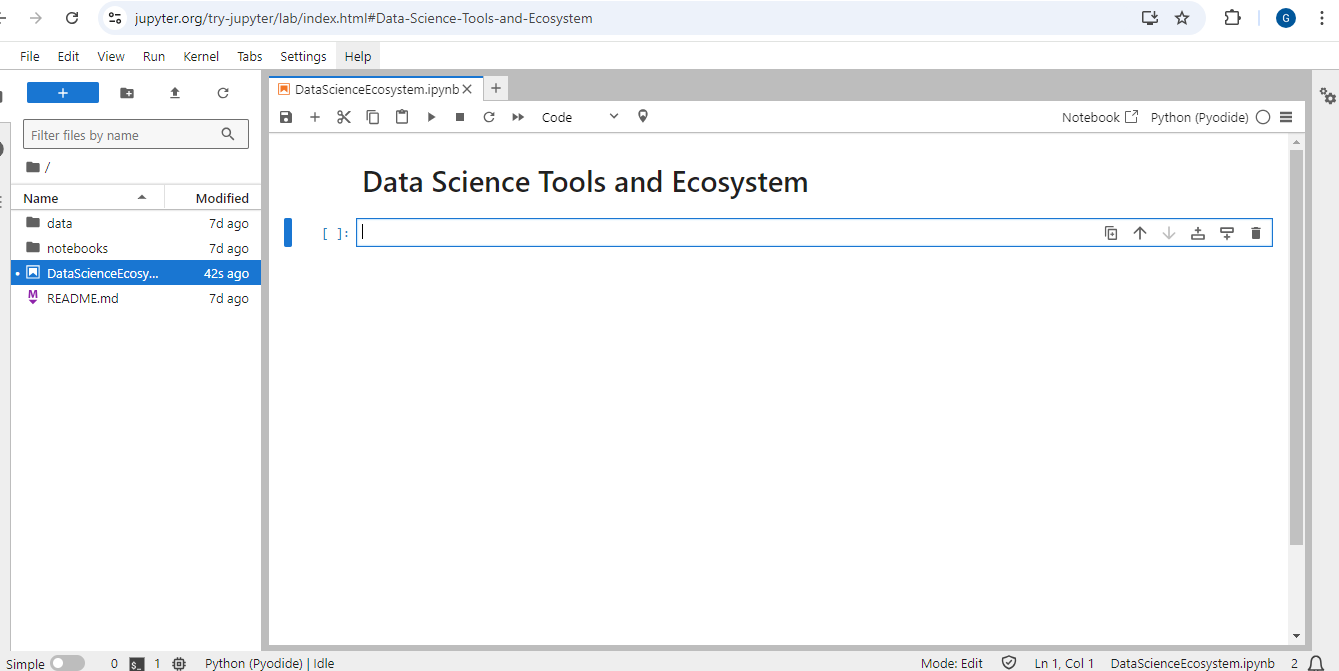 jupyter.org/try-jupyter/lab/index.html#Data-Science-Tools-and-Ecosystem
G
File Edit View Run Kernel Tabs Settings Help
+
DataScienceEcosystem.ipynb
Filter files by name
Code
Notebook
Python (Pyodide)
/
Name Modified
data 7d ago
notebooks 7d ago
DataScienceEcosy... 42s ago
M README.md 7d ago
Data Science Tools and Ecosystem
[ ]:
Simple 0 $_ 1 Python (Pyodide) | Idle Mode: Edit Ln 1, Col 1 DataScienceEcosystem.ipynb 2